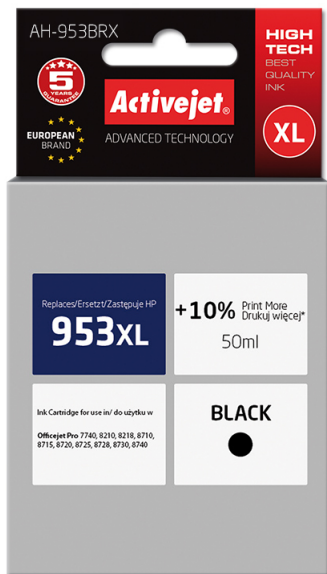 AH-953BRX
5
YEARS
GUARANTEE
EUROPEAN
BRAND
Activejet®
ADVANCED TECHNOLOGY
HIGH
TECH
BEST
QUALITY
INK
XL
Replaces/Ersetzt/Zastępuje HP
953XL
+10% Print More
Drukuj więcej*
50ml
Ink Cartridge for use in/ do użytku w
Officejet Pro 7740, 8210, 8218, 8710,
8715, 8720, 8725, 8728, 8730, 8740
BLACK